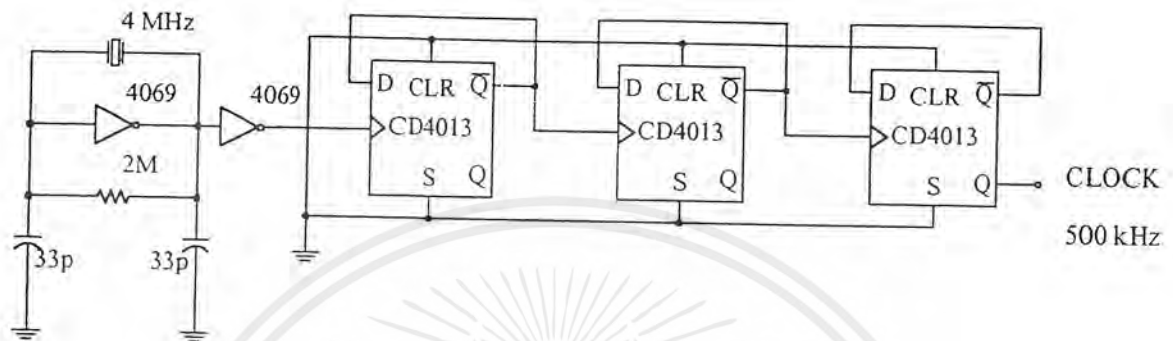 4 MHz
4069
4069
2M
33p
33p
D CLR Q̅
CD4013
S Q
D CLR Q̅
CD4013
S Q
D CLR Q̅
CD4013
S Q
CLOCK
500 kHz